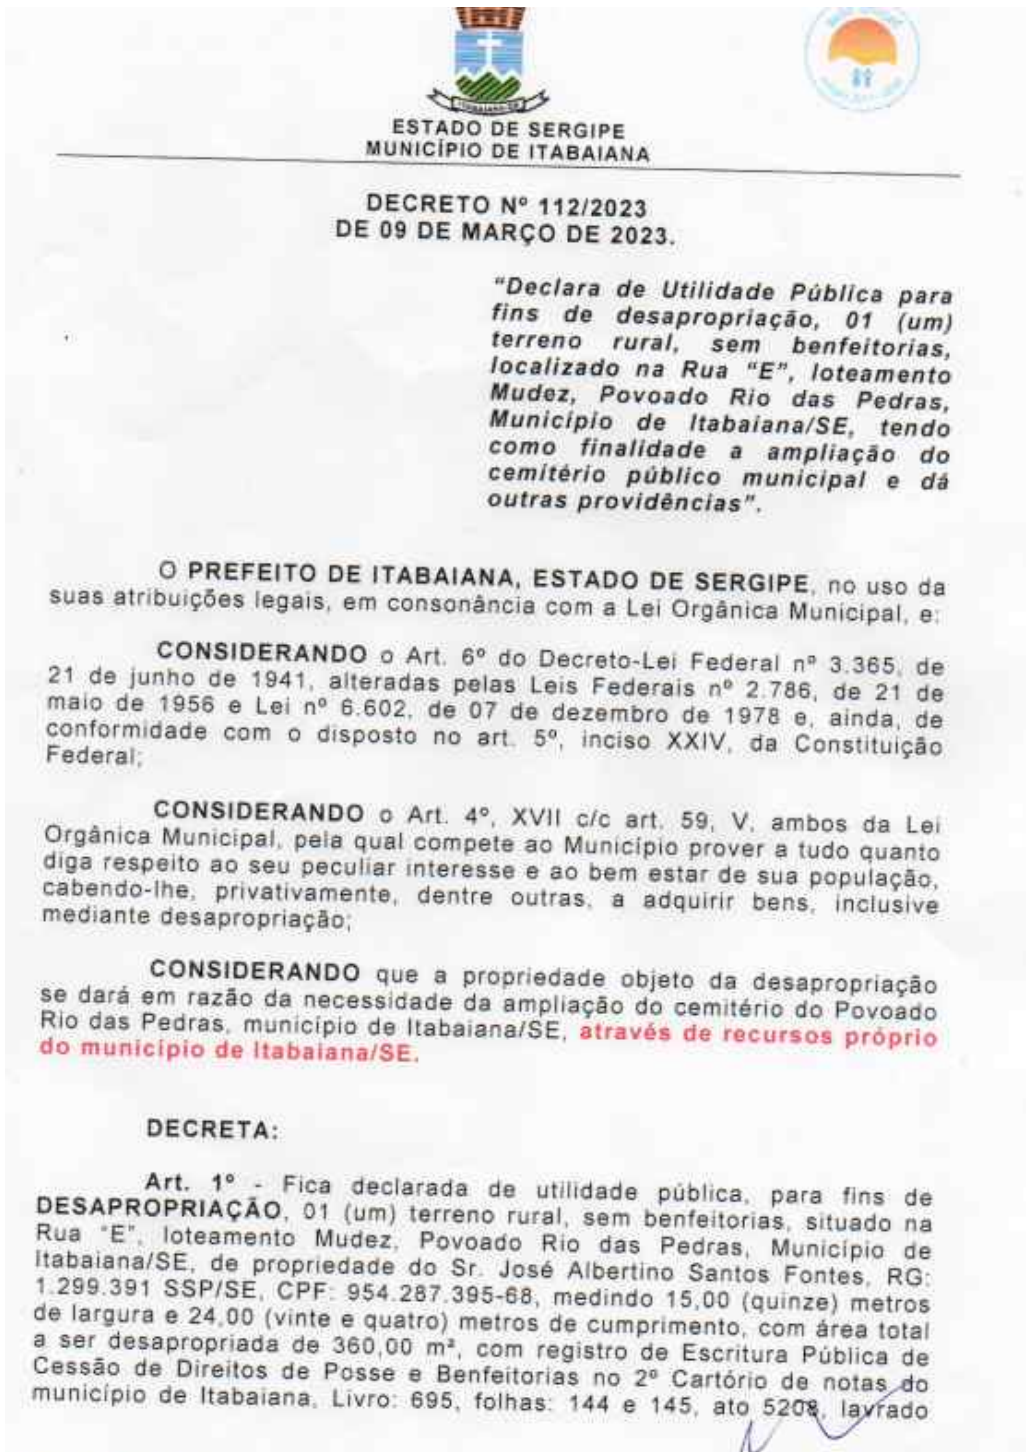 ITABAIANA-SE
ESTADO DE SERGIPE
MUNICÍPIO DE ITABAIANA
DECRETO Nº 112/2023
DE 09 DE MARÇO DE 2023.
“Declara de Utilidade Pública para
fins de desapropriação, 01 (um)
terreno rural, sem benfeitorias,
localizado na Rua “E”, loteamento
Mudez, Povoado Rio das Pedras,
Município de Itabaiana/SE, tendo
como finalidade a ampliação do
cemitério público municipal e dá
outras providências”.
O PREFEITO DE ITABAIANA, ESTADO DE SERGIPE, no uso da
suas atribuições legais, em consonância com a Lei Orgânica Municipal, e:
CONSIDERANDO o Art. 6º do Decreto-Lei Federal nº 3.365, de
21 de junho de 1941, alteradas pelas Leis Federais nº 2.786, de 21 de
maio de 1956 e Lei nº 6.602, de 07 de dezembro de 1978 e, ainda, de
conformidade com o disposto no art. 5º, inciso XXIV, da Constituição
Federal;
CONSIDERANDO o Art. 4º, XVII c/c art. 59, V, ambos da Lei
Orgânica Municipal, pela qual compete ao Município prover a tudo quanto
diga respeito ao seu peculiar interesse e ao bem estar de sua população,
cabendo-lhe, privativamente, dentre outras, a adquirir bens, inclusive
mediante desapropriação;
CONSIDERANDO que a propriedade objeto da desapropriação
se dará em razão da necessidade da ampliação do cemitério do Povoado
Rio das Pedras, município de Itabaiana/SE, através de recursos próprio
do município de Itabaiana/SE.
DECRETA:
Art. 1º - Fica declarada de utilidade pública, para fins de
DESAPROPRIAÇÃO, 01 (um) terreno rural, sem benfeitorias, situado na
Rua “E”, loteamento Mudez, Povoado Rio das Pedras, Município de
Itabaiana/SE, de propriedade do Sr. José Albertino Santos Fontes, RG:
1.299.391 SSP/SE, CPF: 954.287.395-68, medindo 15,00 (quinze) metros
de largura e 24,00 (vinte e quatro) metros de cumprimento, com área total
a ser desapropriada de 360,00 m², com registro de Escritura Pública de
Cessão de Direitos de Posse e Benfeitorias no 2º Cartório de notas do
município de Itabaiana, Livro: 695, folhas: 144 e 145, ato 5208, lavrado